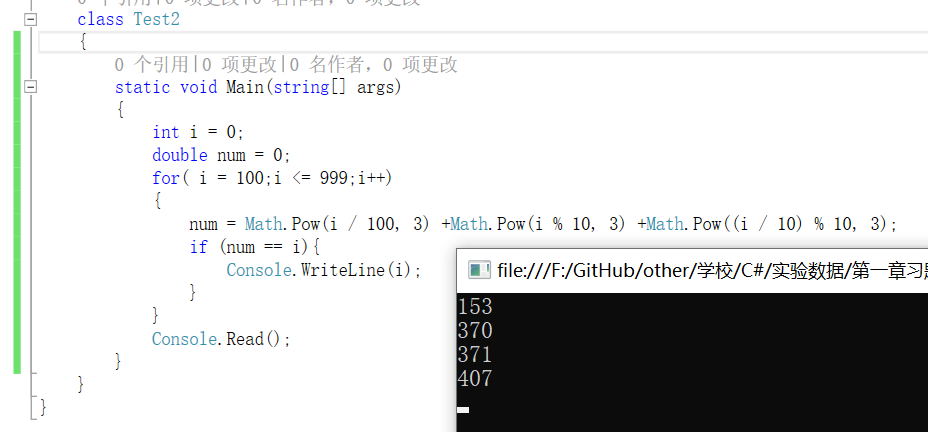 0 个引用|0 项更改|0 名作者, 0 项更改
class Test2
{
0 个引用|0 项更改|0 名作者, 0 项更改
static void Main(string[] args)
{
int i = 0;
double num = 0;
for( i = 100;i <= 999;i++)
{
num = Math.Pow(i / 100, 3) +Math.Pow(i % 10, 3) +Math.Pow((i / 10) % 10, 3);
if (num == i){
Console.WriteLine(i);
}
}
Console.Read();
}
}
}
file:///F:/GitHub/other/学校/C#/实验数据/第一章习题
153
370
371
407